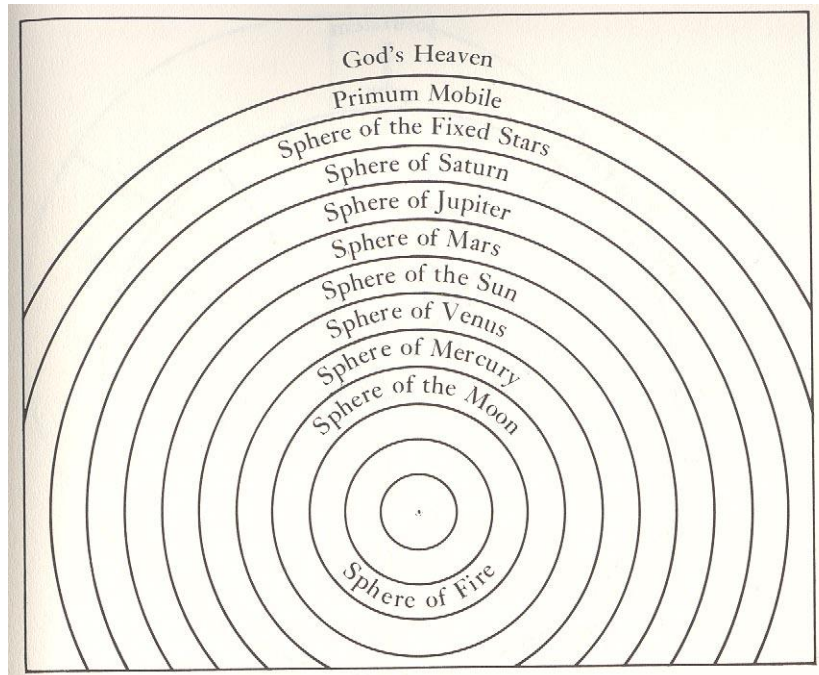 God's Heaven
Primum Mobile
Sphere of the Fixed Stars
Sphere of Saturn
Sphere of Jupiter
Sphere of Mars
Sphere of the Sun
Sphere of Venus
Sphere of Mercury
Sphere of the Moon
Sphere of Fire